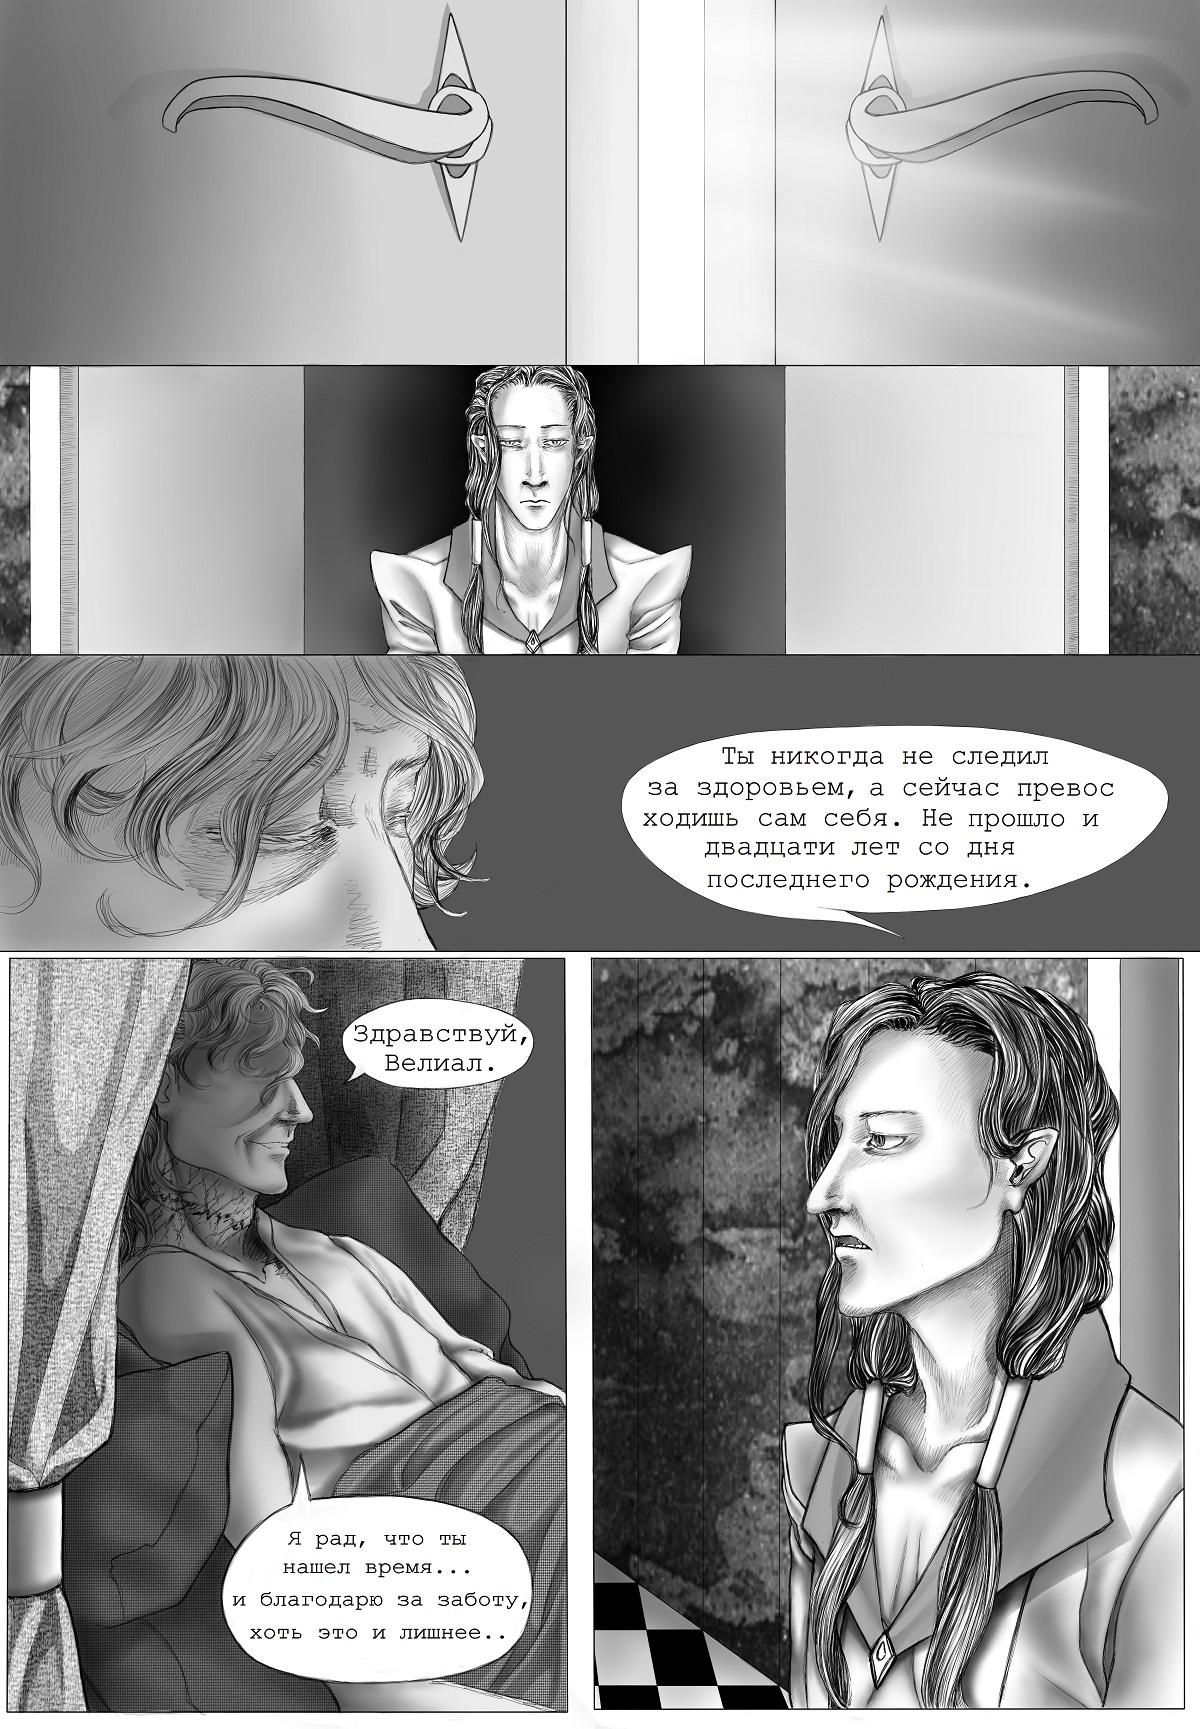 Ты никогда не следил
за здоровьем, а сейчас превос
ходишь сам себя. Не прошло и
двадцати лет со дня
последнего рождения.
Здравствуй,
Велиал.
Я рад, что ты
нашел время...
и благодарю за заботу,
хоть это и лишнее..